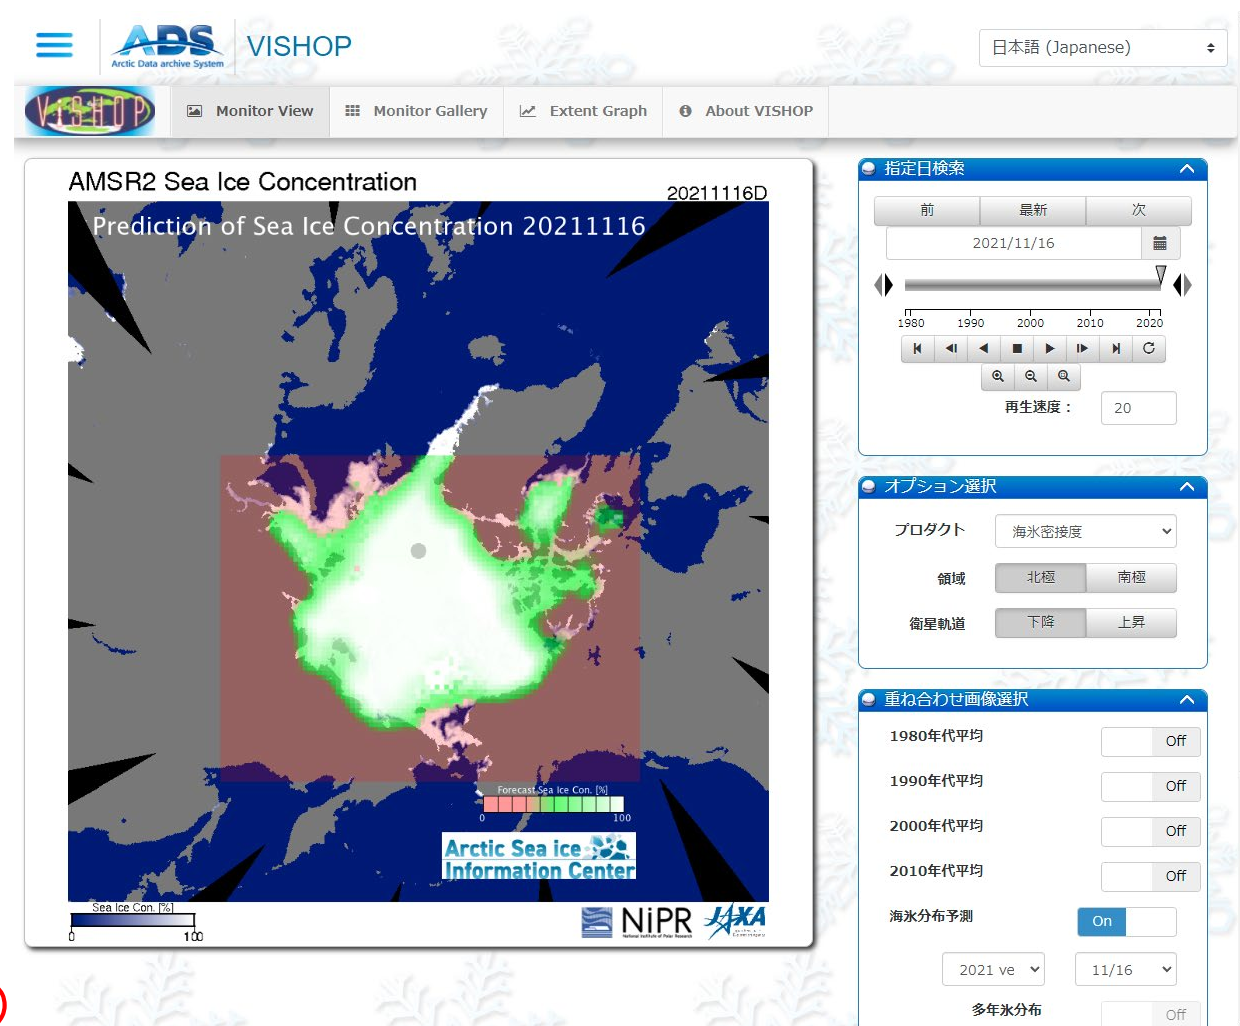 ADS
Arctic Data archive System
VISHOP
日本語 (Japanese)
ViSHOP
Monitor View
Monitor Gallery
Extent Graph
About VISHOP
AMSR2 Sea Ice Concentration
20211116D
Prediction of Sea Ice Concentration 20211116
Forecast Sea Ice Con. [%]
0 100
Arctic Sea ice
Information Center
Sea Ice Con. [%]
0 100
NiPR
National Institute of Polar Research
JAXA
指定日検索
前 最新 次
2021/11/16
1980 1990 2000 2010 2020
再生速度：
20
オプション選択
プロダクト
海氷密接度
領域
北極 南極
衛星軌道
下降 上昇
重ね合わせ画像選択
1980年代平均
Off
1990年代平均
Off
2000年代平均
Off
2010年代平均
Off
海氷分布予測
On
2021 ve
11/16
多年氷分布
Off